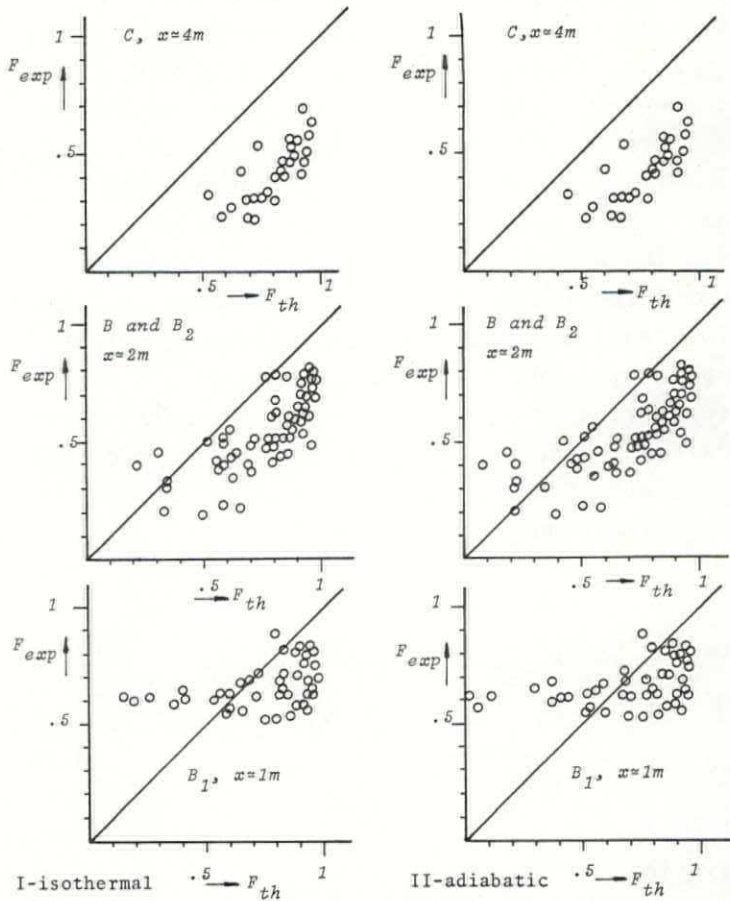 1
C, x≃4m
F exp
.5
.5
F th
1
1
C, x≃4m
F exp
.5
.5
F th
1
1
B and B2
x≃2m
F exp
.5
.5
F th
1
1
B and B2
x≃2m
F exp
.5
.5
F th
1
1
F exp
.5
B1, x≃1m
.5
F th
1
1
F exp
.5
B1, x≃1m
.5
F th
1
I-isothermal
II-adiabatic